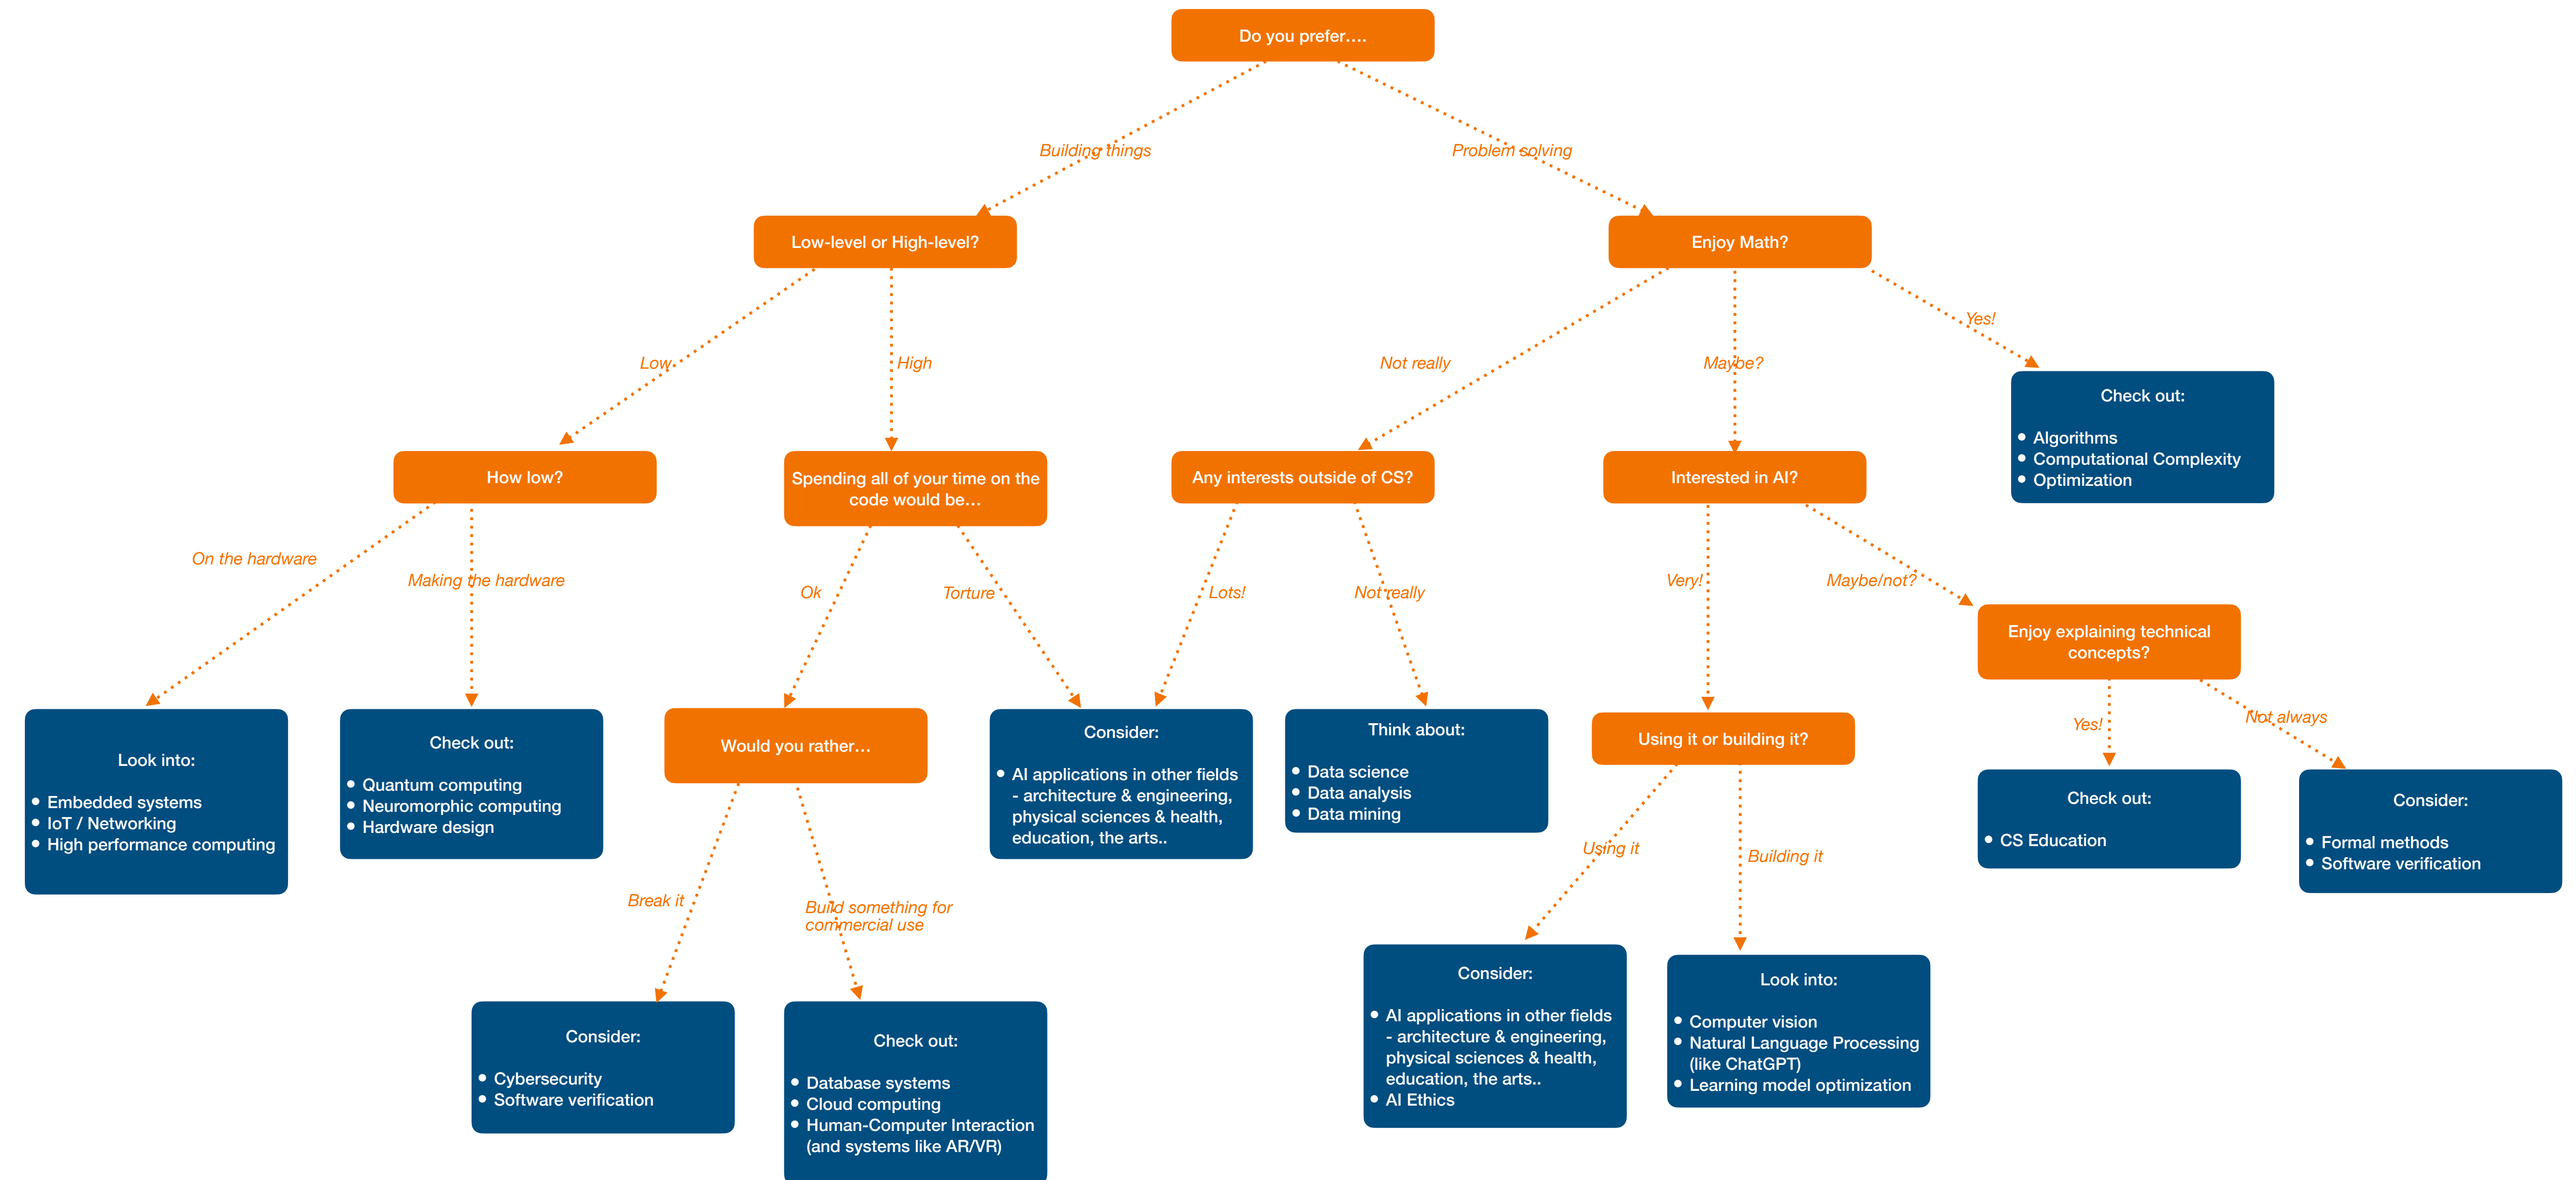 Do you prefer....
Building things
Problem solving
Low-level or High-level?
Enjoy Math?
Yes!
Low
High
Not really
Maybe?
Check out:
• Algorithms
• Computational Complexity
• Optimization
How low?
Spending all of your time on the
code would be...
Any interests outside of CS?
Interested in AI?
On the hardware
Making the hardware
Ok
Torture
Lots!
Not really
Very!
Maybe/not?
Enjoy explaining technical
concepts?
Yes!
Not always
Look into:
• Embedded systems
• IoT / Networking
• High performance computing
Check out:
• Quantum computing
• Neuromorphic computing
• Hardware design
Would you rather...
Consider:
• AI applications in other fields
- architecture & engineering,
physical sciences & health,
education, the arts..
Think about:
• Data science
• Data analysis
• Data mining
Using it or building it?
Check out:
• CS Education
Consider:
• Formal methods
• Software verification
Break it
Build something for
commercial use
Using it
Building it
Consider:
• Cybersecurity
• Software verification
Check out:
• Database systems
• Cloud computing
• Human-Computer Interaction
(and systems like AR/VR)
Consider:
• AI applications in other fields
- architecture & engineering,
physical sciences & health,
education, the arts..
• AI Ethics
Look into:
• Computer vision
• Natural Language Processing
(like ChatGPT)
• Learning model optimization